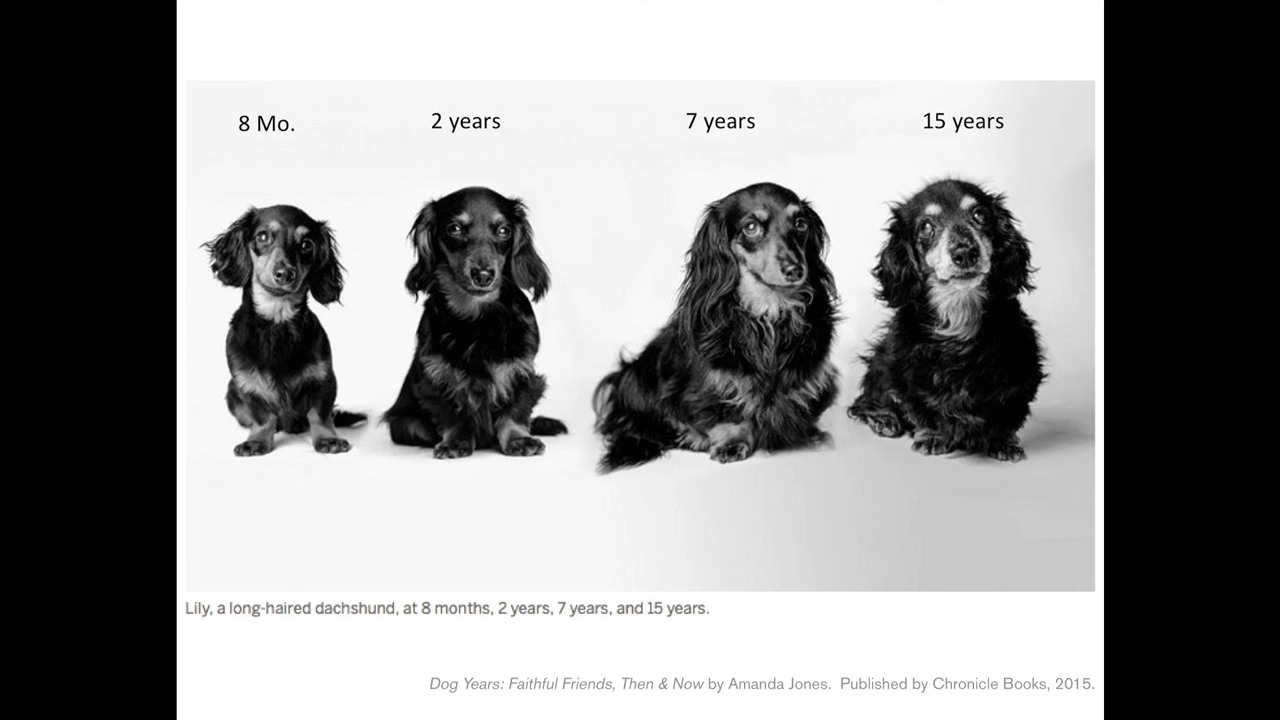 8 Mo.
2 years
7 years
15 years
Lily, a long-haired dachshund, at 8 months, 2 years, 7 years, and 15 years.
Dog Years: Faithful Friends, Then & Now by Amanda Jones.  Published by Chronicle Books, 2015.